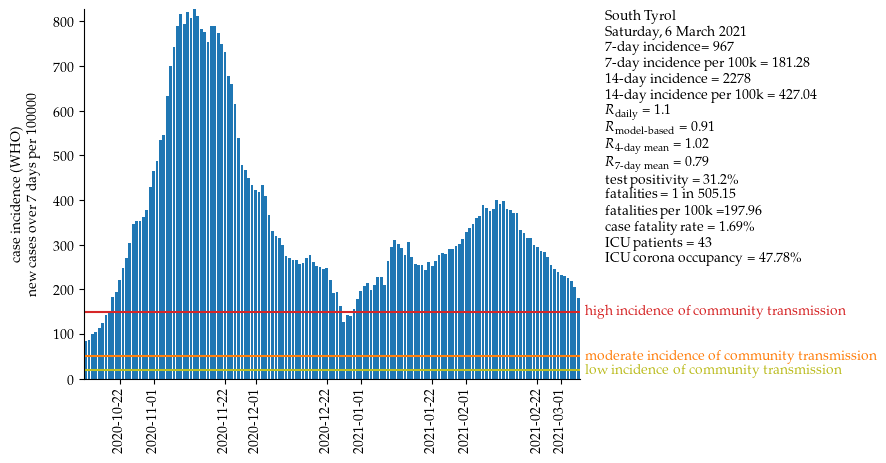 South Tyrol
Saturday, 6 March 2021
7-day incidence= 967
7-day incidence per 100k = 181.28
14-day incidence = 2278
14-day incidence per 100k = 427.04
R daily = 1.1
R model-based = 0.91
R 4-day mean = 1.02
R 7-day mean = 0.79
test positivity = 31.2%
fatalities = 1 in 505.15
fatalities per 100k =197.96
case fatality rate = 1.69%
ICU patients = 43
ICU corona occupancy = 47.78%
case incidence (WHO)
new cases over 7 days per 100000
800
700
600
500
400
300
200
100
0
high incidence of community transmission
moderate incidence of community transmission
low incidence of community transmission
2020-10-22
2020-11-01
2020-11-22
2020-12-01
2020-12-22
2021-01-01
2021-01-22
2021-02-01
2021-02-22
2021-03-01